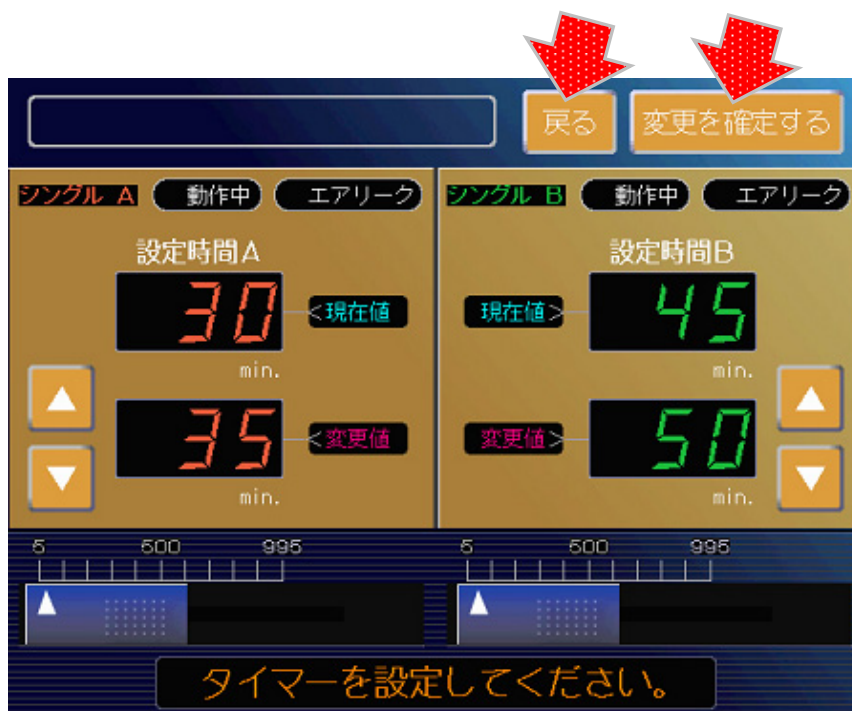 戻る 変更を確定する
シングル A 動作中 エアリーク シングル B 動作中 エアリーク
設定時間A 設定時間B
30 <現在値 現在値> 45
min. min.
35 <変更値 変更値> 50
min. min.
5 500 995 5 500 995
タイマーを設定してください。